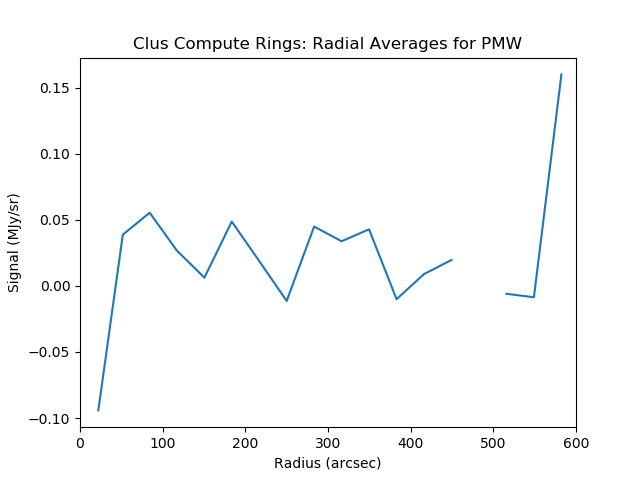 Clus Compute Rings: Radial Averages for PMW
Signal (MJy/sr)
0.15
0.10
0.05
0.00
−0.05
−0.10
0 100 200 300 400 500 600
Radius (arcsec)